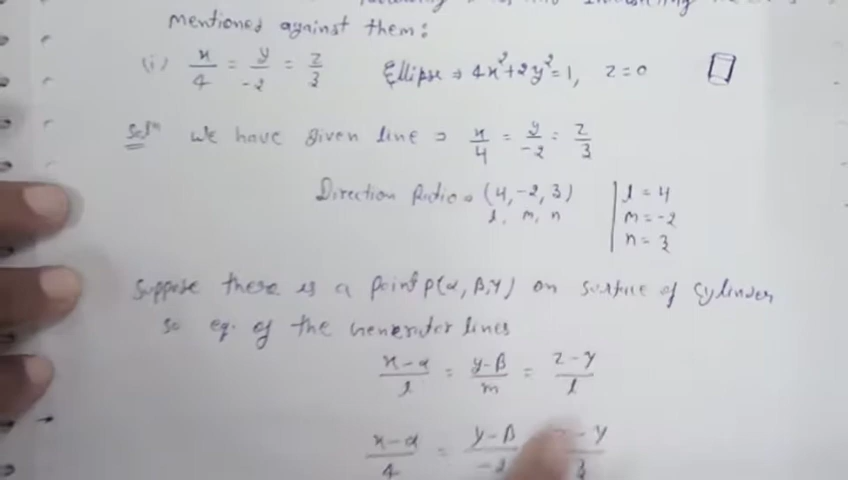 mentioned against them:
(i) x/4 = y/-2 = z/3 Ellipse ⇒ 4x²+2y²=1, z=0
Solⁿ we have given line ⇒ x/4 = y/-2 = z/3
Direction Ratio = (4,-2,3) l = 4
l, m, n m = -2
n = 3
Suppose there is a point p(α, β, γ) on surface of cylinder
so eq. of the lines
x-α/l = y-β/m = z-γ/l
x-α/4 = y-β/-2 - γ/3